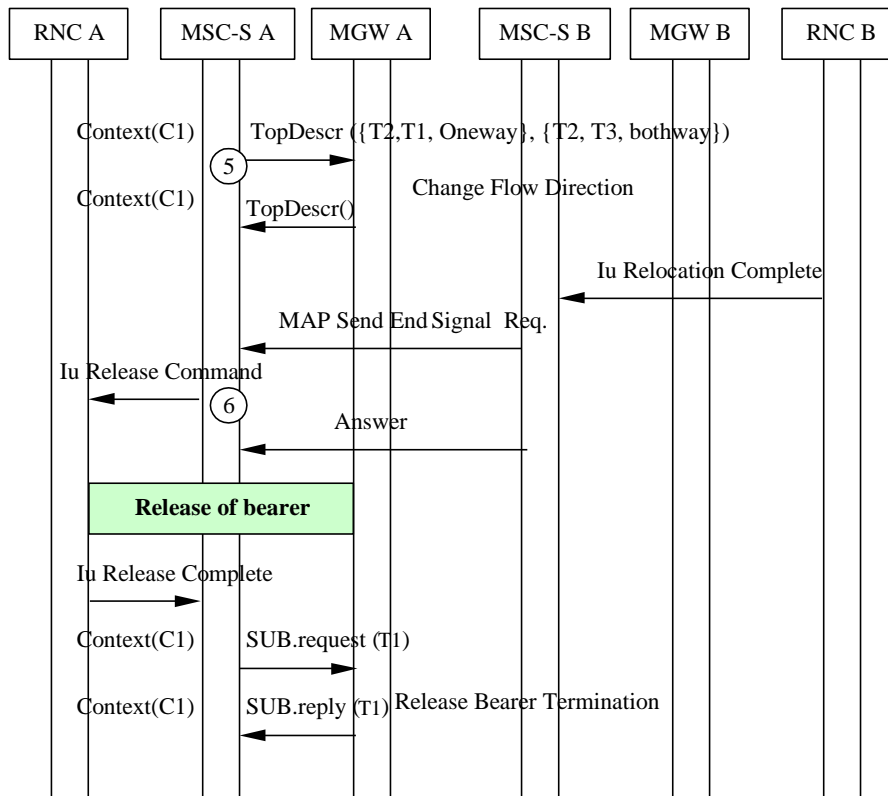 RNC A MSC-S A MGW A MSC-S B MGW B RNC B
Context(C1) TopDescr ({T2,T1, Oneway}, {T2, T3, bothway})
5
Change Flow Direction
Context(C1) TopDescr()
Iu Relocation Complete
MAP Send End Signal Req.
Iu Release Command
6
Answer
Release of bearer
Iu Release Complete
Context(C1) SUB.request (T1)
Context(C1) SUB.reply (T1) Release Bearer Termination